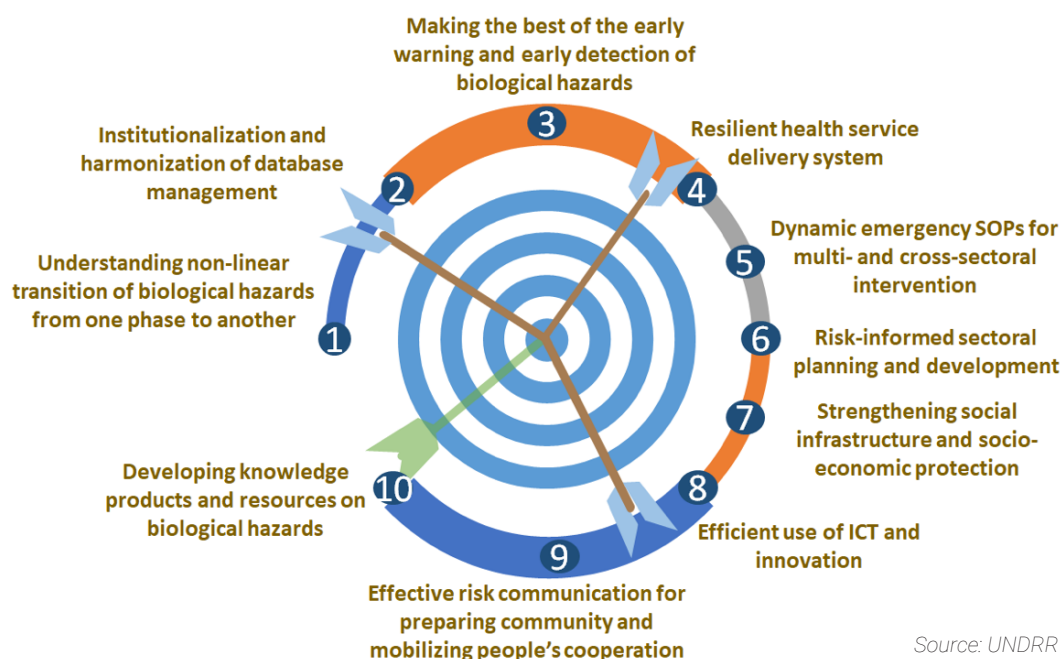 Making the best of the early
warning and early detection of
biological hazards
3
Institutionalization and
harmonization of database
management
2
Resilient health service
delivery system
4
Understanding non-linear
transition of biological hazards
from one phase to another
1
Dynamic emergency SOPs for
multi- and cross-sectoral
intervention
5
6
Risk-informed sectoral
planning and development
7
Strengthening social
infrastructure and socio-
economic protection
8
Efficient use of ICT and
innovation
Developing knowledge
products and resources on
biological hazards
10
9
Effective risk communication for
preparing community and
mobilizing people's cooperation
Source: UNDRR